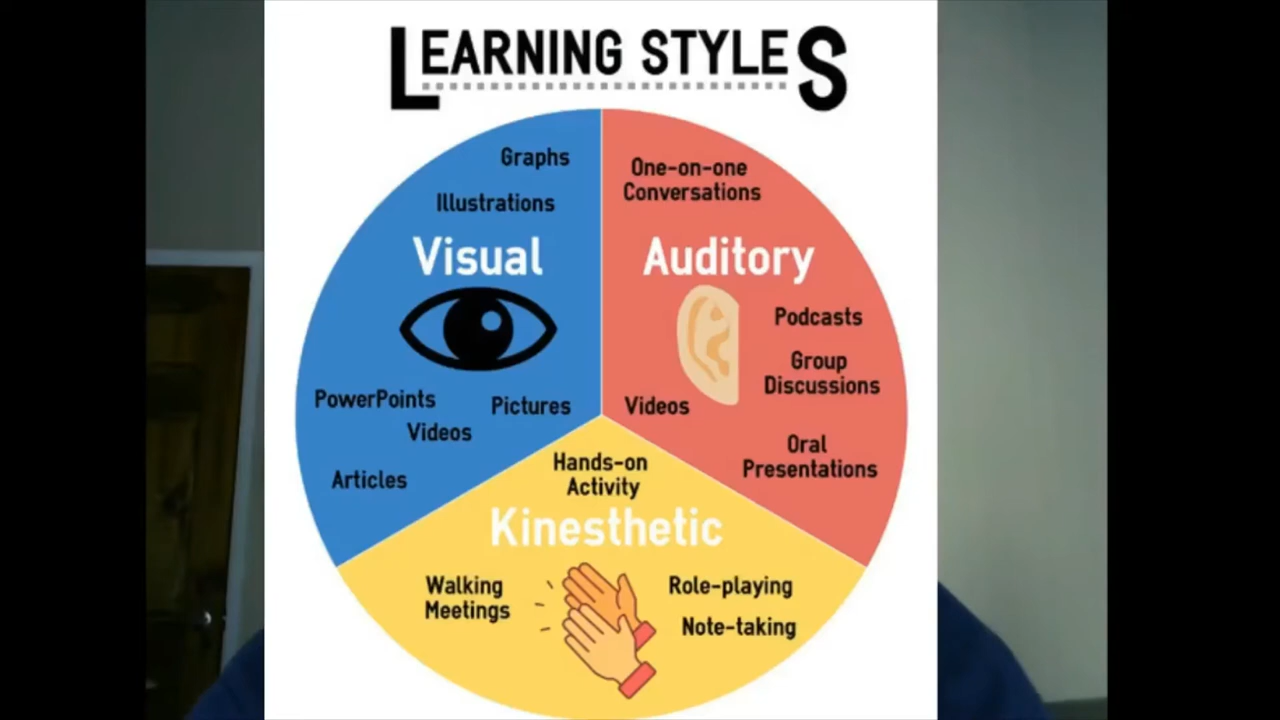 LEARNING STYLES
Graphs
Illustrations
Visual
PowerPoints
Pictures
Videos
Articles
One-on-one
Conversations
Auditory
Podcasts
Group
Discussions
Videos
Oral
Presentations
Hands-on
Activity
Kinesthetic
Walking
Meetings
Role-playing
Note-taking